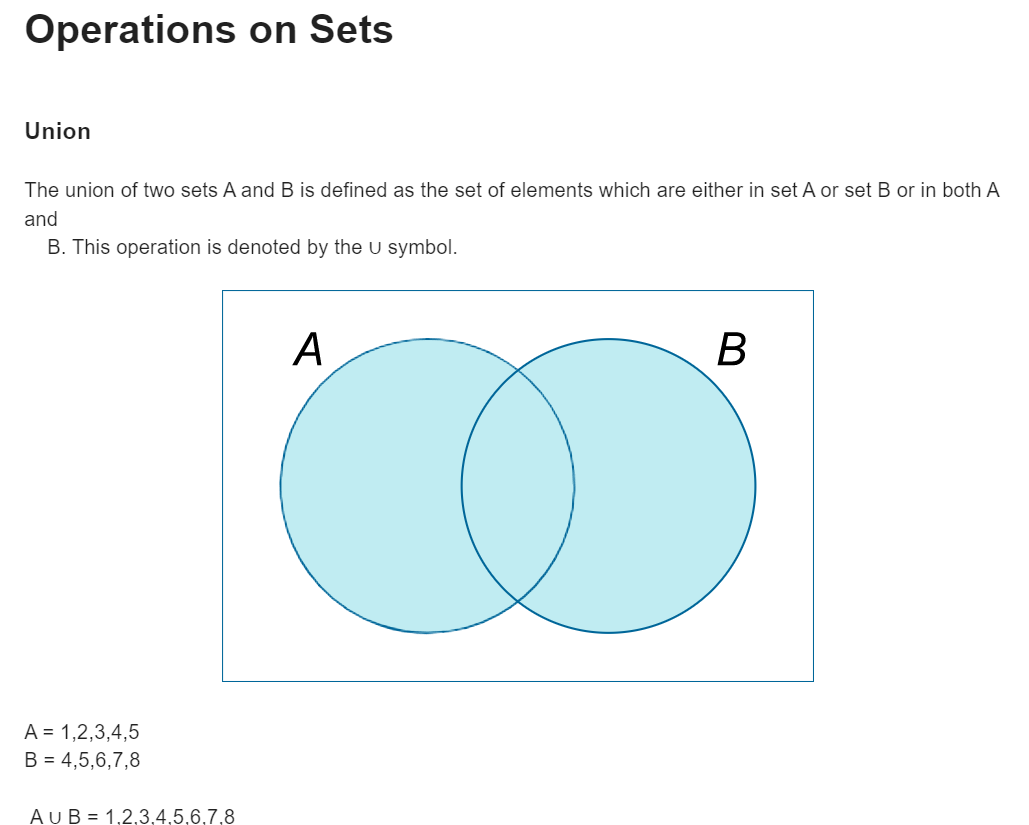 Operations on Sets
Union
The union of two sets A and B is defined as the set of elements which are either in set A or set B or in both A
and
B. This operation is denoted by the ∪ symbol.
A
B
A = 1,2,3,4,5
B = 4,5,6,7,8
A ∪ B = 1,2,3,4,5,6,7,8